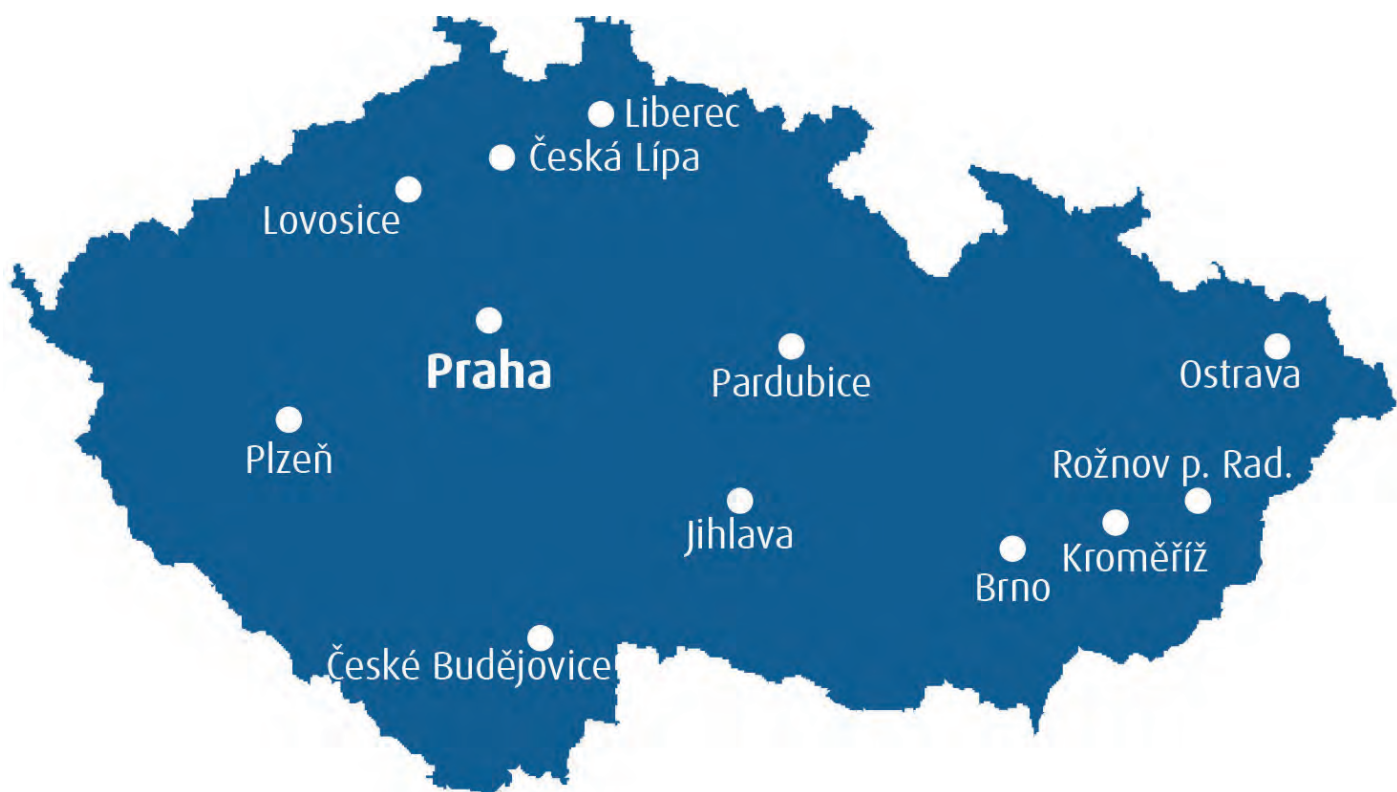 Liberec
Česká Lípa
Lovosice
Praha
Pardubice
Ostrava
Plzeň
Rožnov p. Rad.
Jihlava
Kroměříž
Brno
České Budějovice